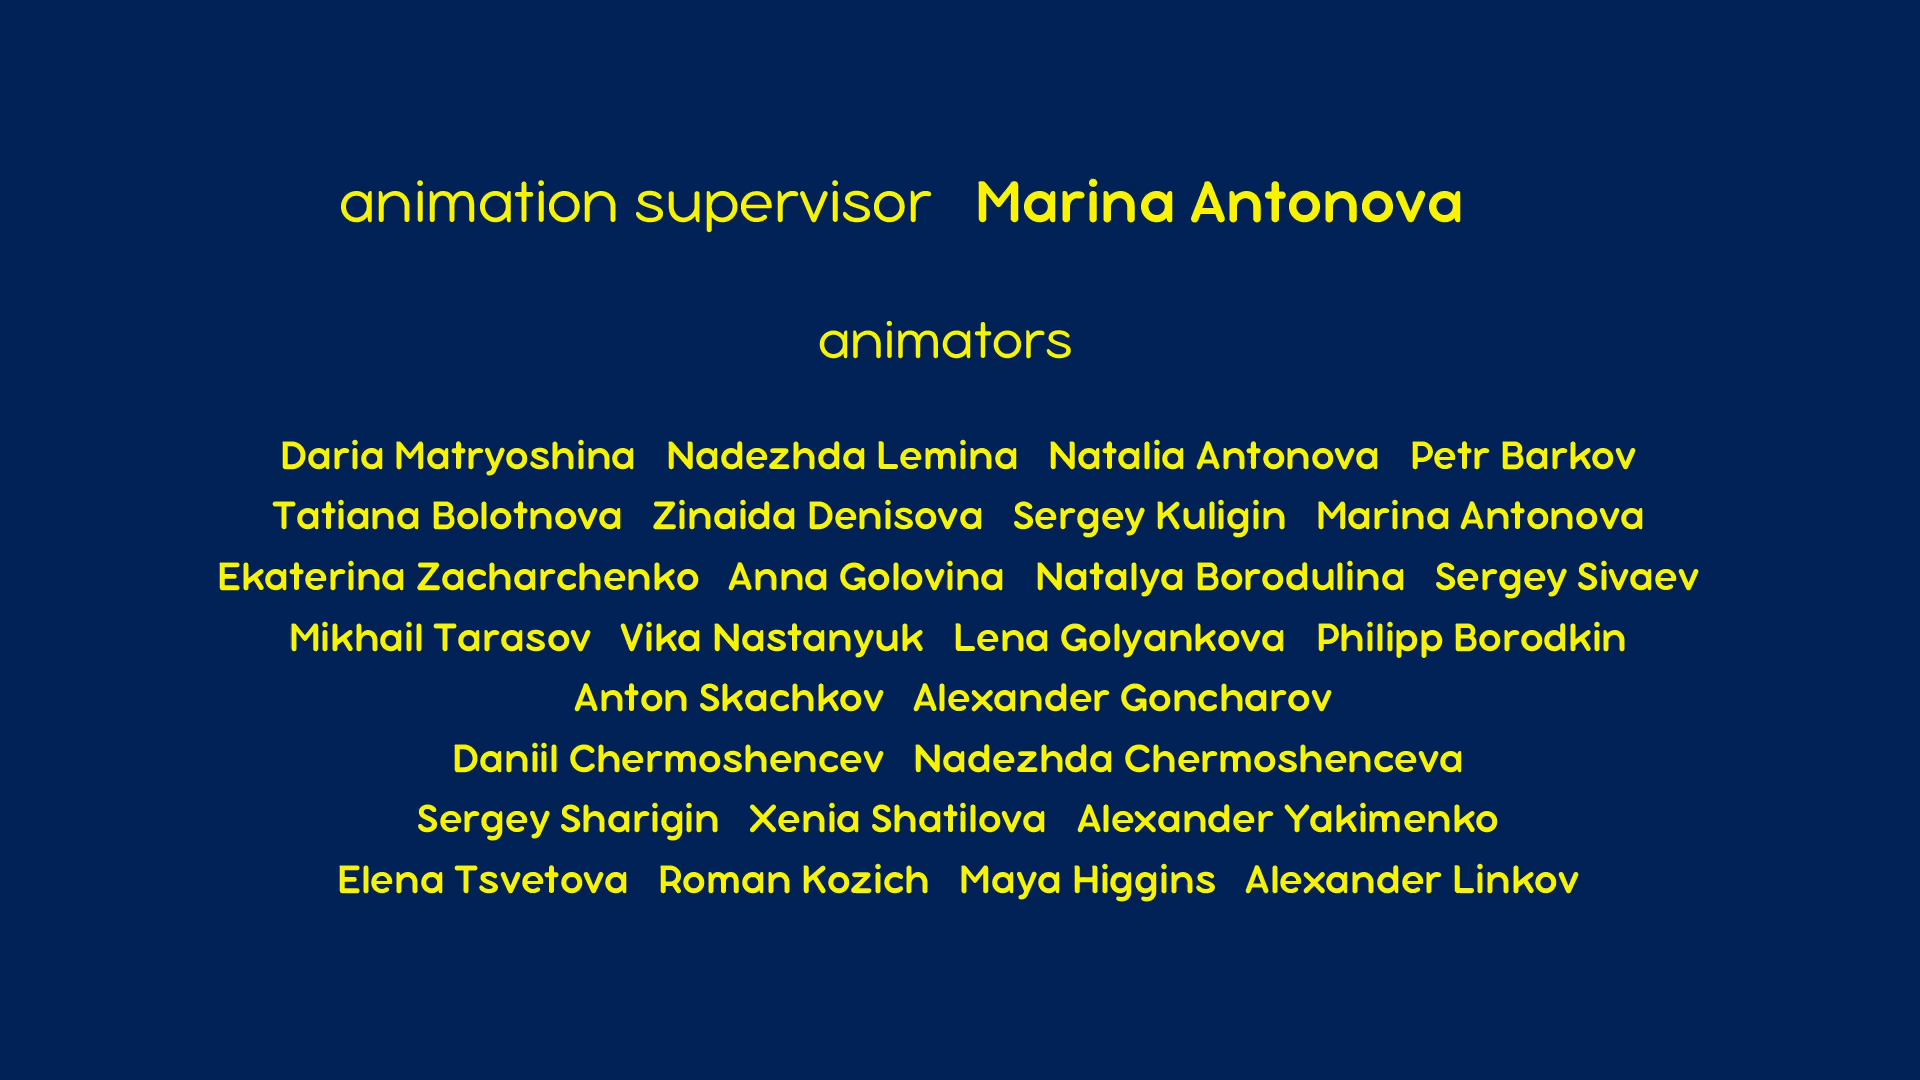 animation supervisor Marina Antonova
animators
Daria Matryoshina Nadezhda Lemina Natalia Antonova Petr Barkov
Tatiana Bolotnova Zinaida Denisova Sergey Kuligin Marina Antonova
Ekaterina Zacharchenko Anna Golovina Natalya Borodulina Sergey Sivaev
Mikhail Tarasov Vika Nastanyuk Lena Golyankova Philipp Borodkin
Anton Skachkov Alexander Goncharov
Daniil Chermoshencev Nadezhda Chermoshenceva
Sergey Sharigin Xenia Shatilova Alexander Yakimenko
Elena Tsvetova Roman Kozich Maya Higgins Alexander Linkov